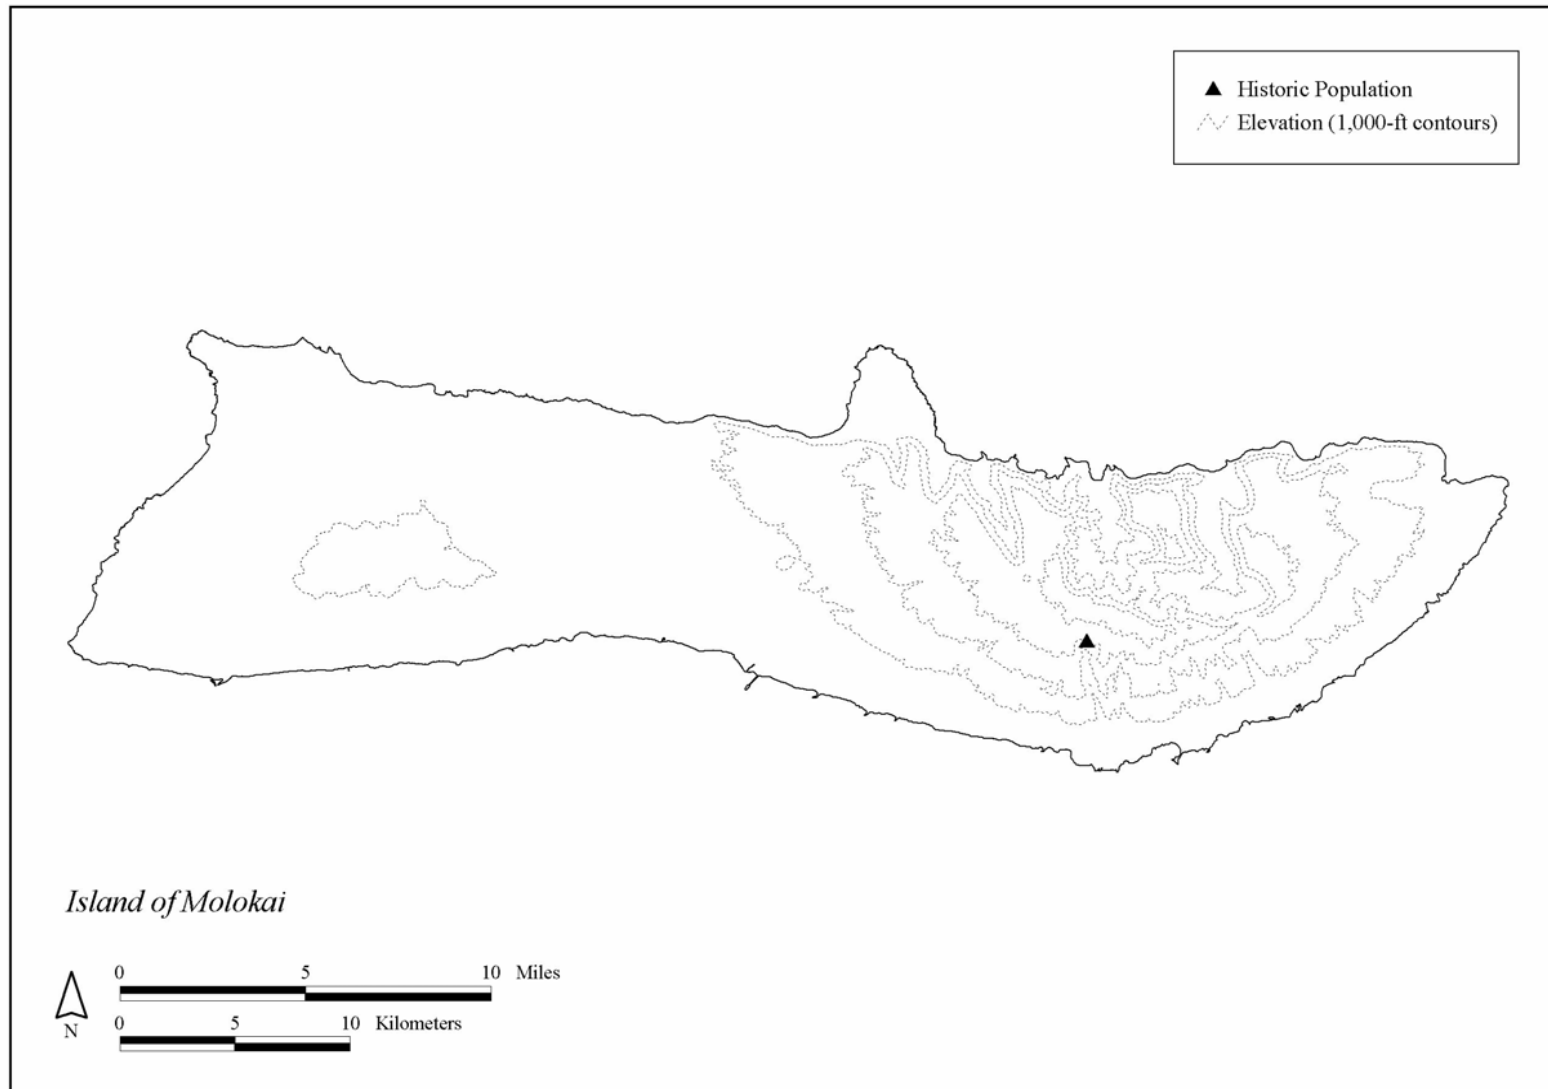 Historic Population
Elevation (1,000-ft contours)
Island of Molokai
0 5 10 Miles
0 5 10 Kilometers
N